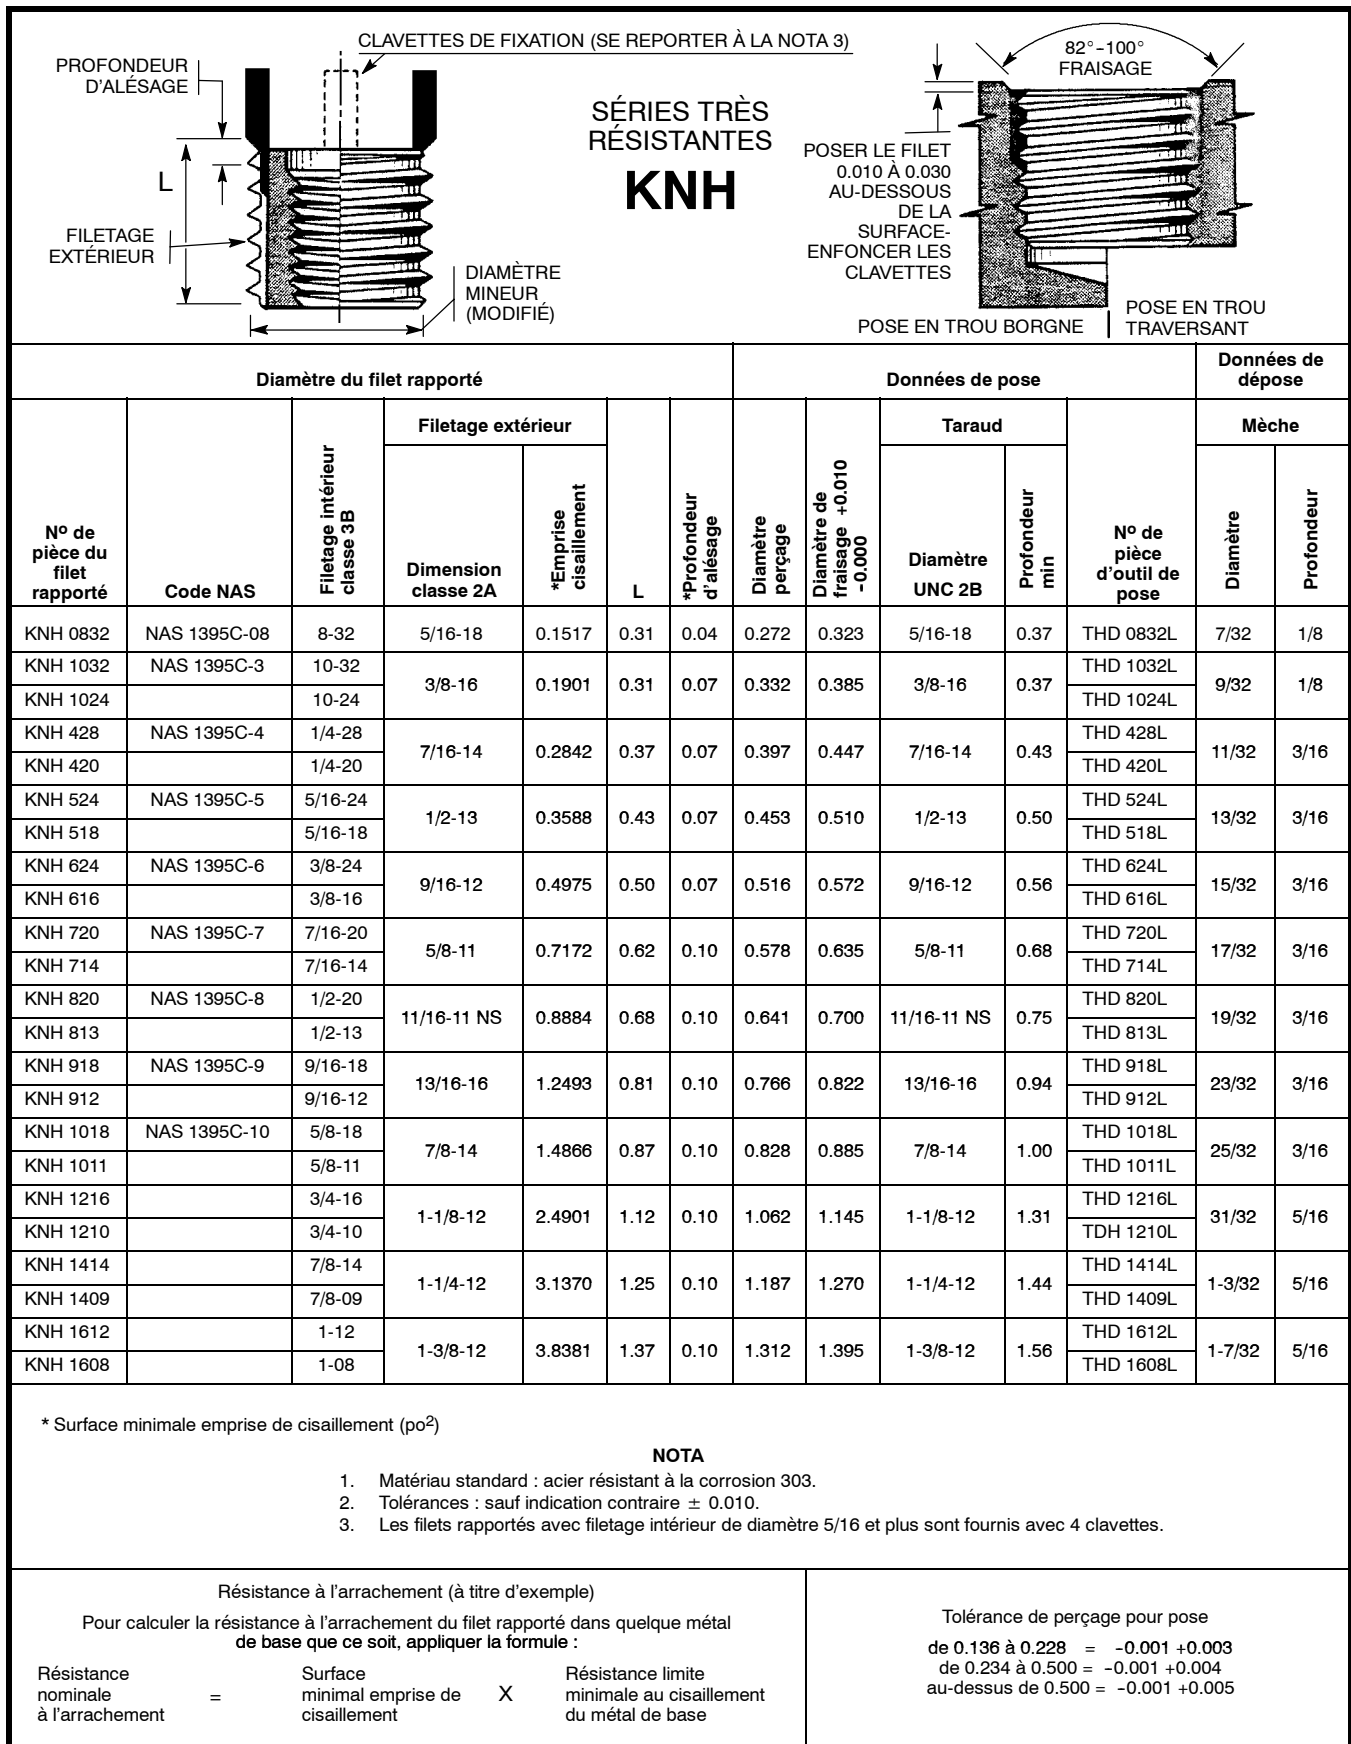 CLAVETTES DE FIXATION (SE REPORTER À LA NOTA 3)
PROFONDEUR
D'ALÉSAGE
L
FILETAGE
EXTÉRIEUR
DIAMÈTRE
MINEUR
(MODIFIÉ)
SÉRIES TRÈS
RÉSISTANTES
KNH
82°-100°
FRAISAGE
POSER LE FILET
0.010 À 0.030
AU-DESSOUS
DE LA
SURFACE-
ENFONCER LES
CLAVETTES
POSE EN TROU BORGNE
POSE EN TROU
TRAVERSANT
Diamètre du filet rapporté
Données de pose
Données de
dépose
Filetage extérieur
Taraud
Mèche
Nº de
pièce du
filet
rapporté
Code NAS
Filetage intérieur
classe 3B
Dimension
classe 2A
*Emprise
cisaillement
L
*Profondeur
d'alésage
Diamètre
perçage
Diamètre de
fraisage +0.010
-0.000
Diamètre
UNC 2B
Profondeur
min
Nº de
pièce
d'outil de
pose
Diamètre
Profondeur
KNH 0832 NAS 1395C-08 8-32 5/16-18 0.1517 0.31 0.04 0.272 0.323 5/16-18 0.37 THD 0832L 7/32 1/8
KNH 1032 NAS 1395C-3 10-32 THD 1032L
3/8-16 0.1901 0.31 0.07 0.332 0.385 3/8-16 0.37 9/32 1/8
KNH 1024 10-24 THD 1024L
KNH 428 NAS 1395C-4 1/4-28 THD 428L
7/16-14 0.2842 0.37 0.07 0.397 0.447 7/16-14 0.43 11/32 3/16
KNH 420 1/4-20 THD 420L
KNH 524 NAS 1395C-5 5/16-24 THD 524L
1/2-13 0.3588 0.43 0.07 0.453 0.510 1/2-13 0.50 13/32 3/16
KNH 518 5/16-18 THD 518L
KNH 624 NAS 1395C-6 3/8-24 THD 624L
9/16-12 0.4975 0.50 0.07 0.516 0.572 9/16-12 0.56 15/32 3/16
KNH 616 3/8-16 THD 616L
KNH 720 NAS 1395C-7 7/16-20 THD 720L
5/8-11 0.7172 0.62 0.10 0.578 0.635 5/8-11 0.68 17/32 3/16
KNH 714 7/16-14 THD 714L
KNH 820 NAS 1395C-8 1/2-20 THD 820L
11/16-11 NS 0.8884 0.68 0.10 0.641 0.700 11/16-11 NS 0.75 19/32 3/16
KNH 813 1/2-13 THD 813L
KNH 918 NAS 1395C-9 9/16-18 THD 918L
13/16-16 1.2493 0.81 0.10 0.766 0.822 13/16-16 0.94 23/32 3/16
KNH 912 9/16-12 THD 912L
KNH 1018 NAS 1395C-10 5/8-18 THD 1018L
7/8-14 1.4866 0.87 0.10 0.828 0.885 7/8-14 1.00 25/32 3/16
KNH 1011 5/8-11 THD 1011L
KNH 1216 3/4-16 THD 1216L
1-1/8-12 2.4901 1.12 0.10 1.062 1.145 1-1/8-12 1.31 31/32 5/16
KNH 1210 3/4-10 TDH 1210L
KNH 1414 7/8-14 THD 1414L
1-1/4-12 3.1370 1.25 0.10 1.187 1.270 1-1/4-12 1.44 1-3/32 5/16
KNH 1409 7/8-09 THD 1409L
KNH 1612 1-12 THD 1612L
1-3/8-12 3.8381 1.37 0.10 1.312 1.395 1-3/8-12 1.56 1-7/32 5/16
KNH 1608 1-08 THD 1608L
* Surface minimale emprise de cisaillement (po²)
NOTA
1. Matériau standard : acier résistant à la corrosion 303.
2. Tolérances : sauf indication contraire ± 0.010.
3. Les filets rapportés avec filetage intérieur de diamètre 5/16 et plus sont fournis avec 4 clavettes.
Résistance à l'arrachement (à titre d'exemple)
Pour calculer la résistance à l'arrachement du filet rapporté dans quelque métal
de base que ce soit, appliquer la formule :
Résistance
nominale
à l'arrachement
=
Surface
minimal emprise de
cisaillement
X
Résistance limite
minimale au cisaillement
du métal de base
Tolérance de perçage pour pose
de 0.136 à 0.228 = -0.001 +0.003
de 0.234 à 0.500 = -0.001 +0.004
au-dessus de 0.500 = -0.001 +0.005